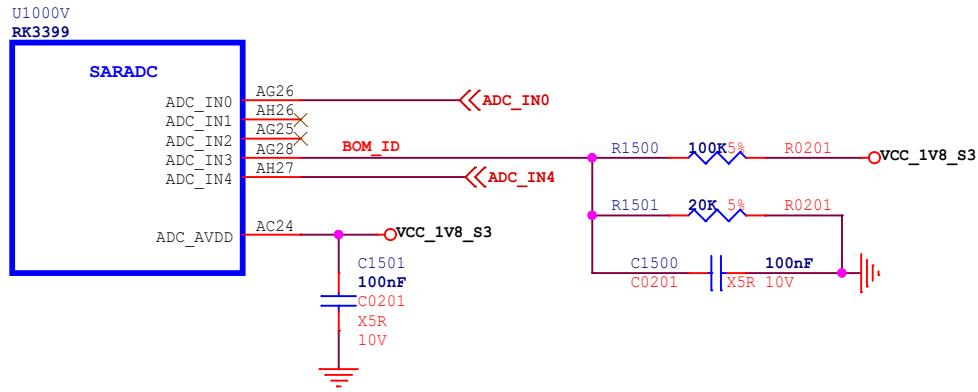 U1000V
RK3399
SARADC
ADC_IN0 AG26 ADC_IN0
ADC_IN1 AH26
ADC_IN2 AG25
ADC_IN3 AG28 BOM_ID R1500 100K 5% R0201 VCC_1V8_S3
ADC_IN4 AH27 ADC_IN4
R1501 20K 5% R0201
ADC_AVDD AC24 VCC_1V8_S3
C1500 100nF
C0201 X5R 10V
C1501
100nF
C0201
X5R
10V